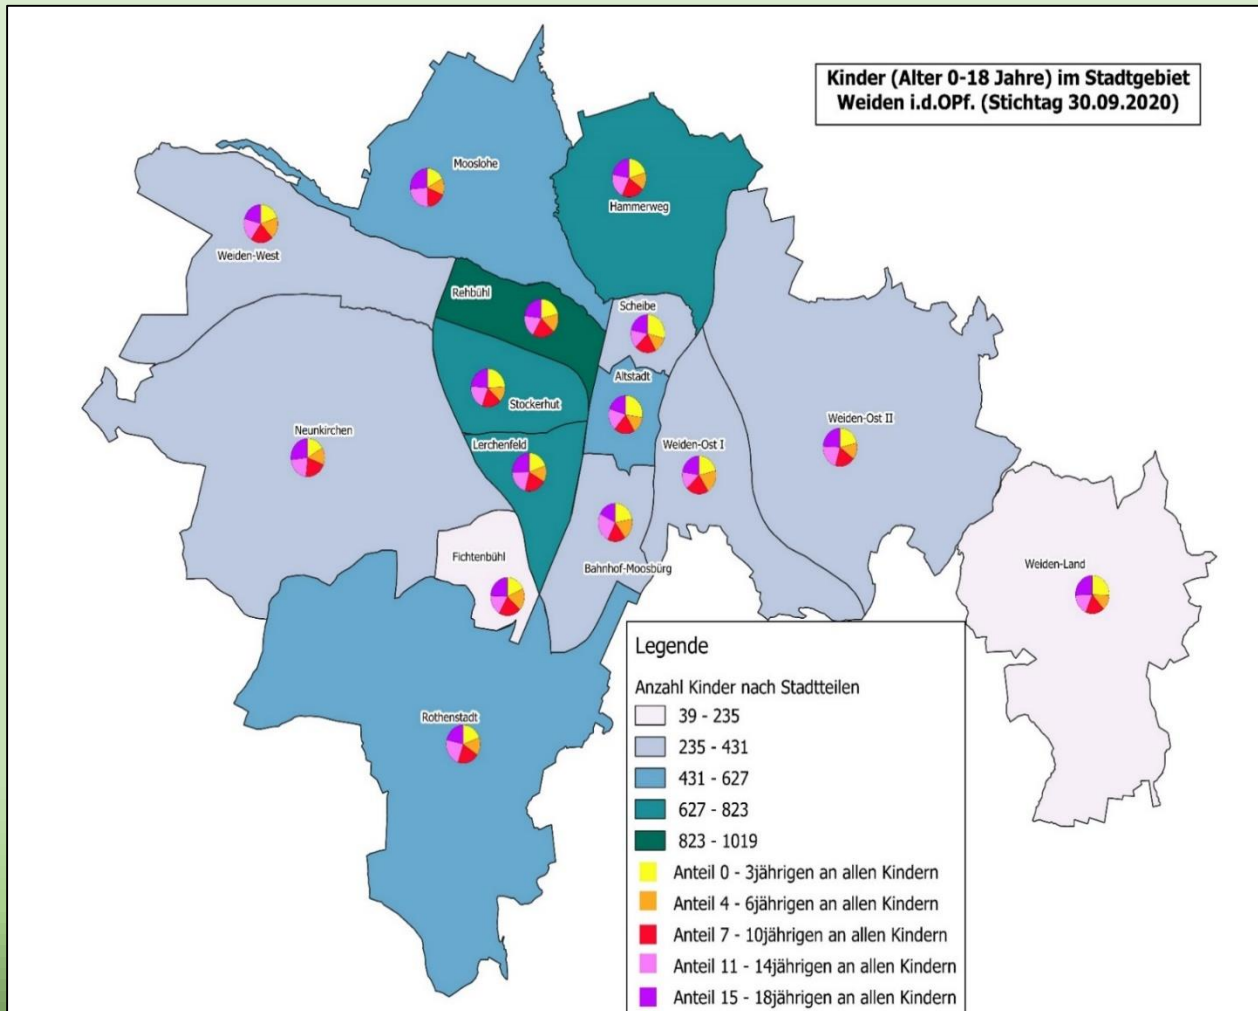 Kinder (Alter 0-18 Jahre) im Stadtgebiet
Weiden i.d.OPf. (Stichtag 30.09.2020)
Mooslohe
Hammerweg
Weiden-West
Rehbühl
Scheibe
Altstadt
Stockerhut
Weiden-Ost II
Neunkirchen
Lerchenfeld
Weiden-Ost I
Fichtenbühl
Bahnhof-Moosbürg
Weiden-Land
Rothenstadt
Legende
Anzahl Kinder nach Stadtteilen
39 - 235
235 - 431
431 - 627
627 - 823
823 - 1019
Anteil 0 - 3jährigen an allen Kindern
Anteil 4 - 6jährigen an allen Kindern
Anteil 7 - 10jährigen an allen Kindern
Anteil 11 - 14jährigen an allen Kindern
Anteil 15 - 18jährigen an allen Kindern